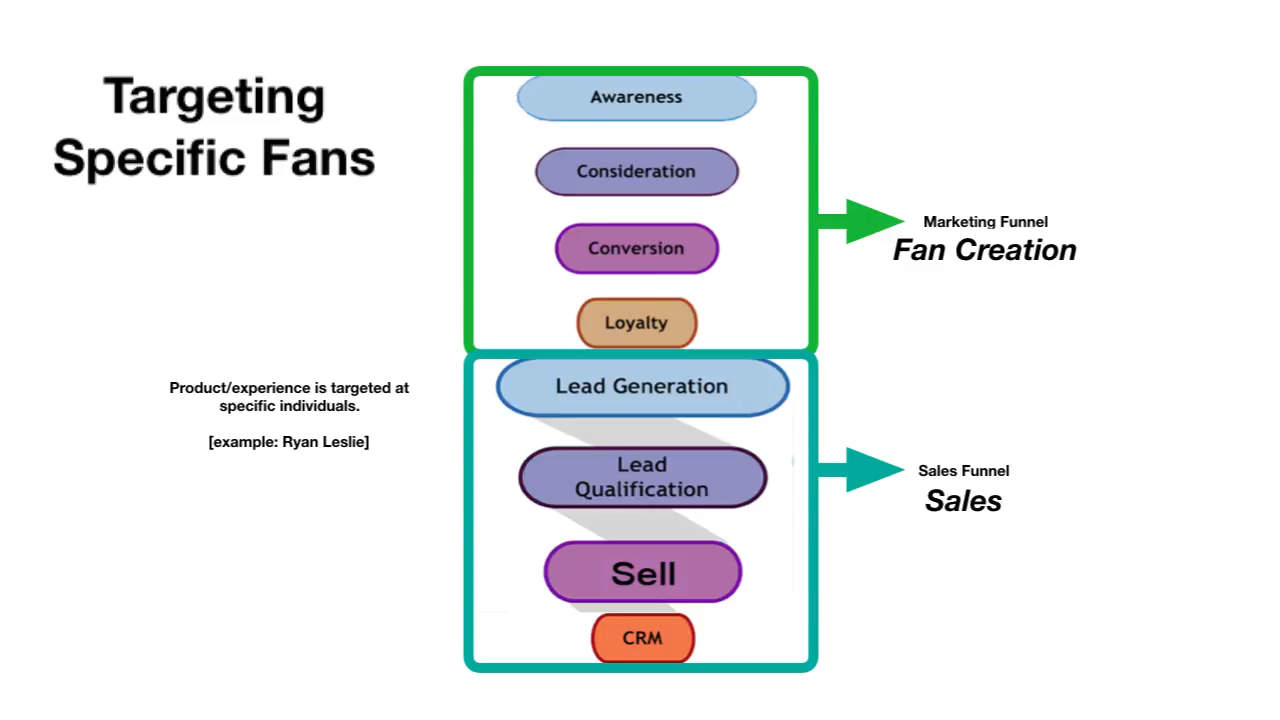 Targeting
Specific Fans
Awareness
Consideration
Conversion
Loyalty
Marketing Funnel
Fan Creation
Product/experience is targeted at
specific individuals.
[example: Ryan Leslie]
Lead Generation
Lead
Qualification
Sell
CRM
Sales Funnel
Sales